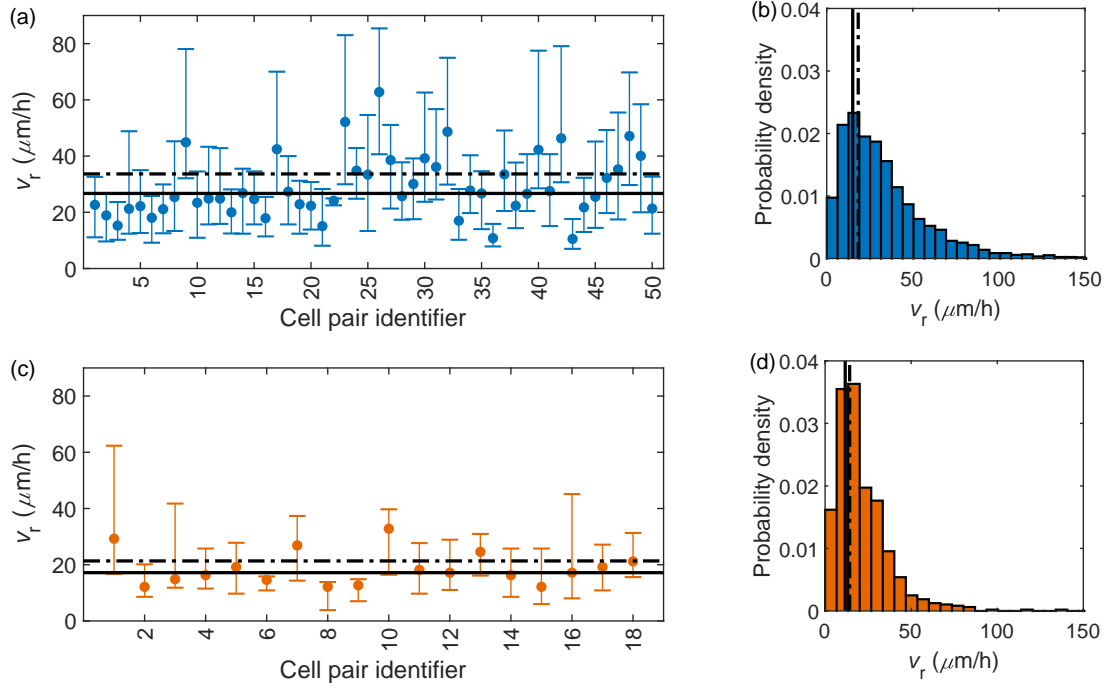 (a)
80
60
40
20
0
v_r (μm/h)
5 10 15 20 25 30 35 40 45 50
Cell pair identifier
(b)
0.04
0.03
0.02
0.01
0
Probability density
0 50 100 150
v_r (μm/h)
(c)
80
60
40
20
0
v_r (μm/h)
2 4 6 8 10 12 14 16 18
Cell pair identifier
(d)
0.04
0.03
0.02
0.01
0
Probability density
0 50 100 150
v_r (μm/h)